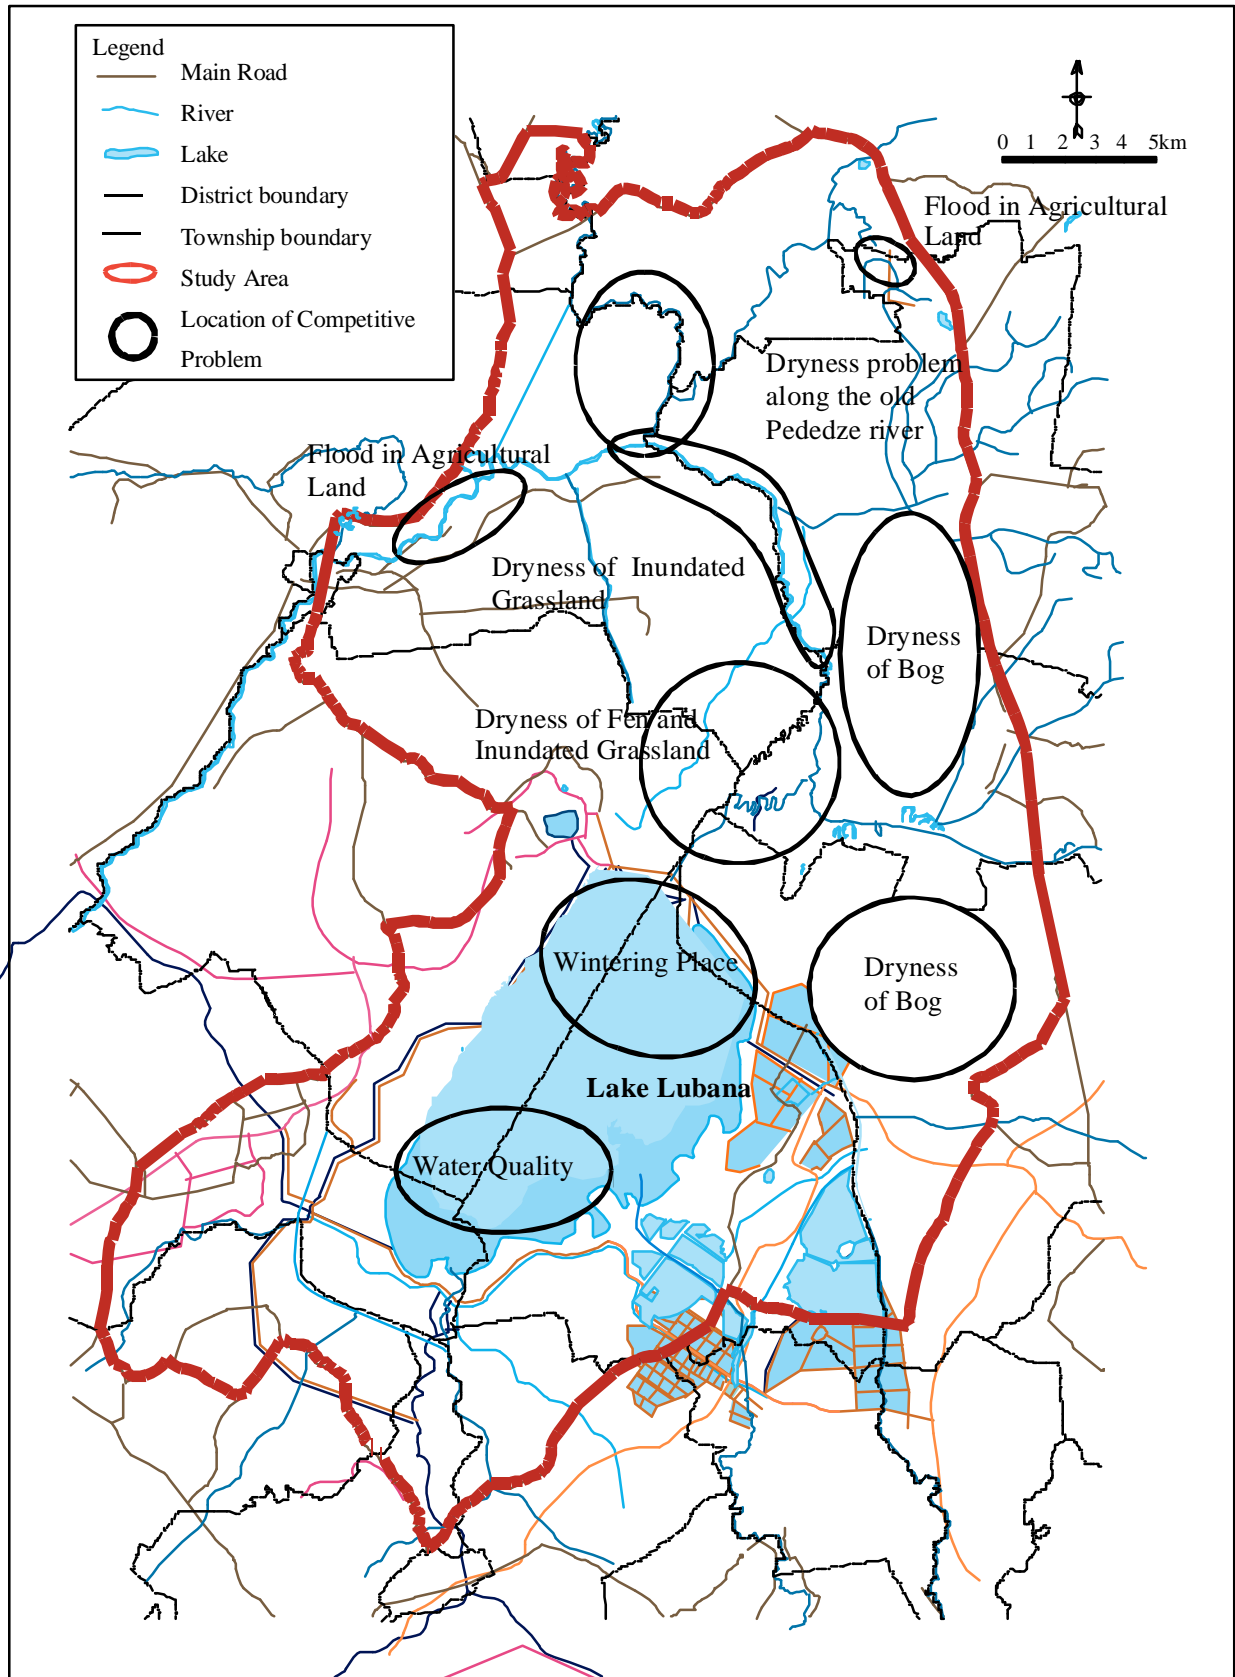 Legend
Main Road
River
Lake
District boundary
Township boundary
Study Area
Location of Competitive
Problem
0 1 2 3 4 5km
Flood in Agricultural
Land
Dryness problem
along the old
Pededze river
Flood in Agricultural
Land
Dryness of Inundated
Grassland
Dryness
of Bog
Dryness of Fen and
Inundated Grassland
Wintering Place
Dryness
of Bog
Lake Lubana
Water Quality